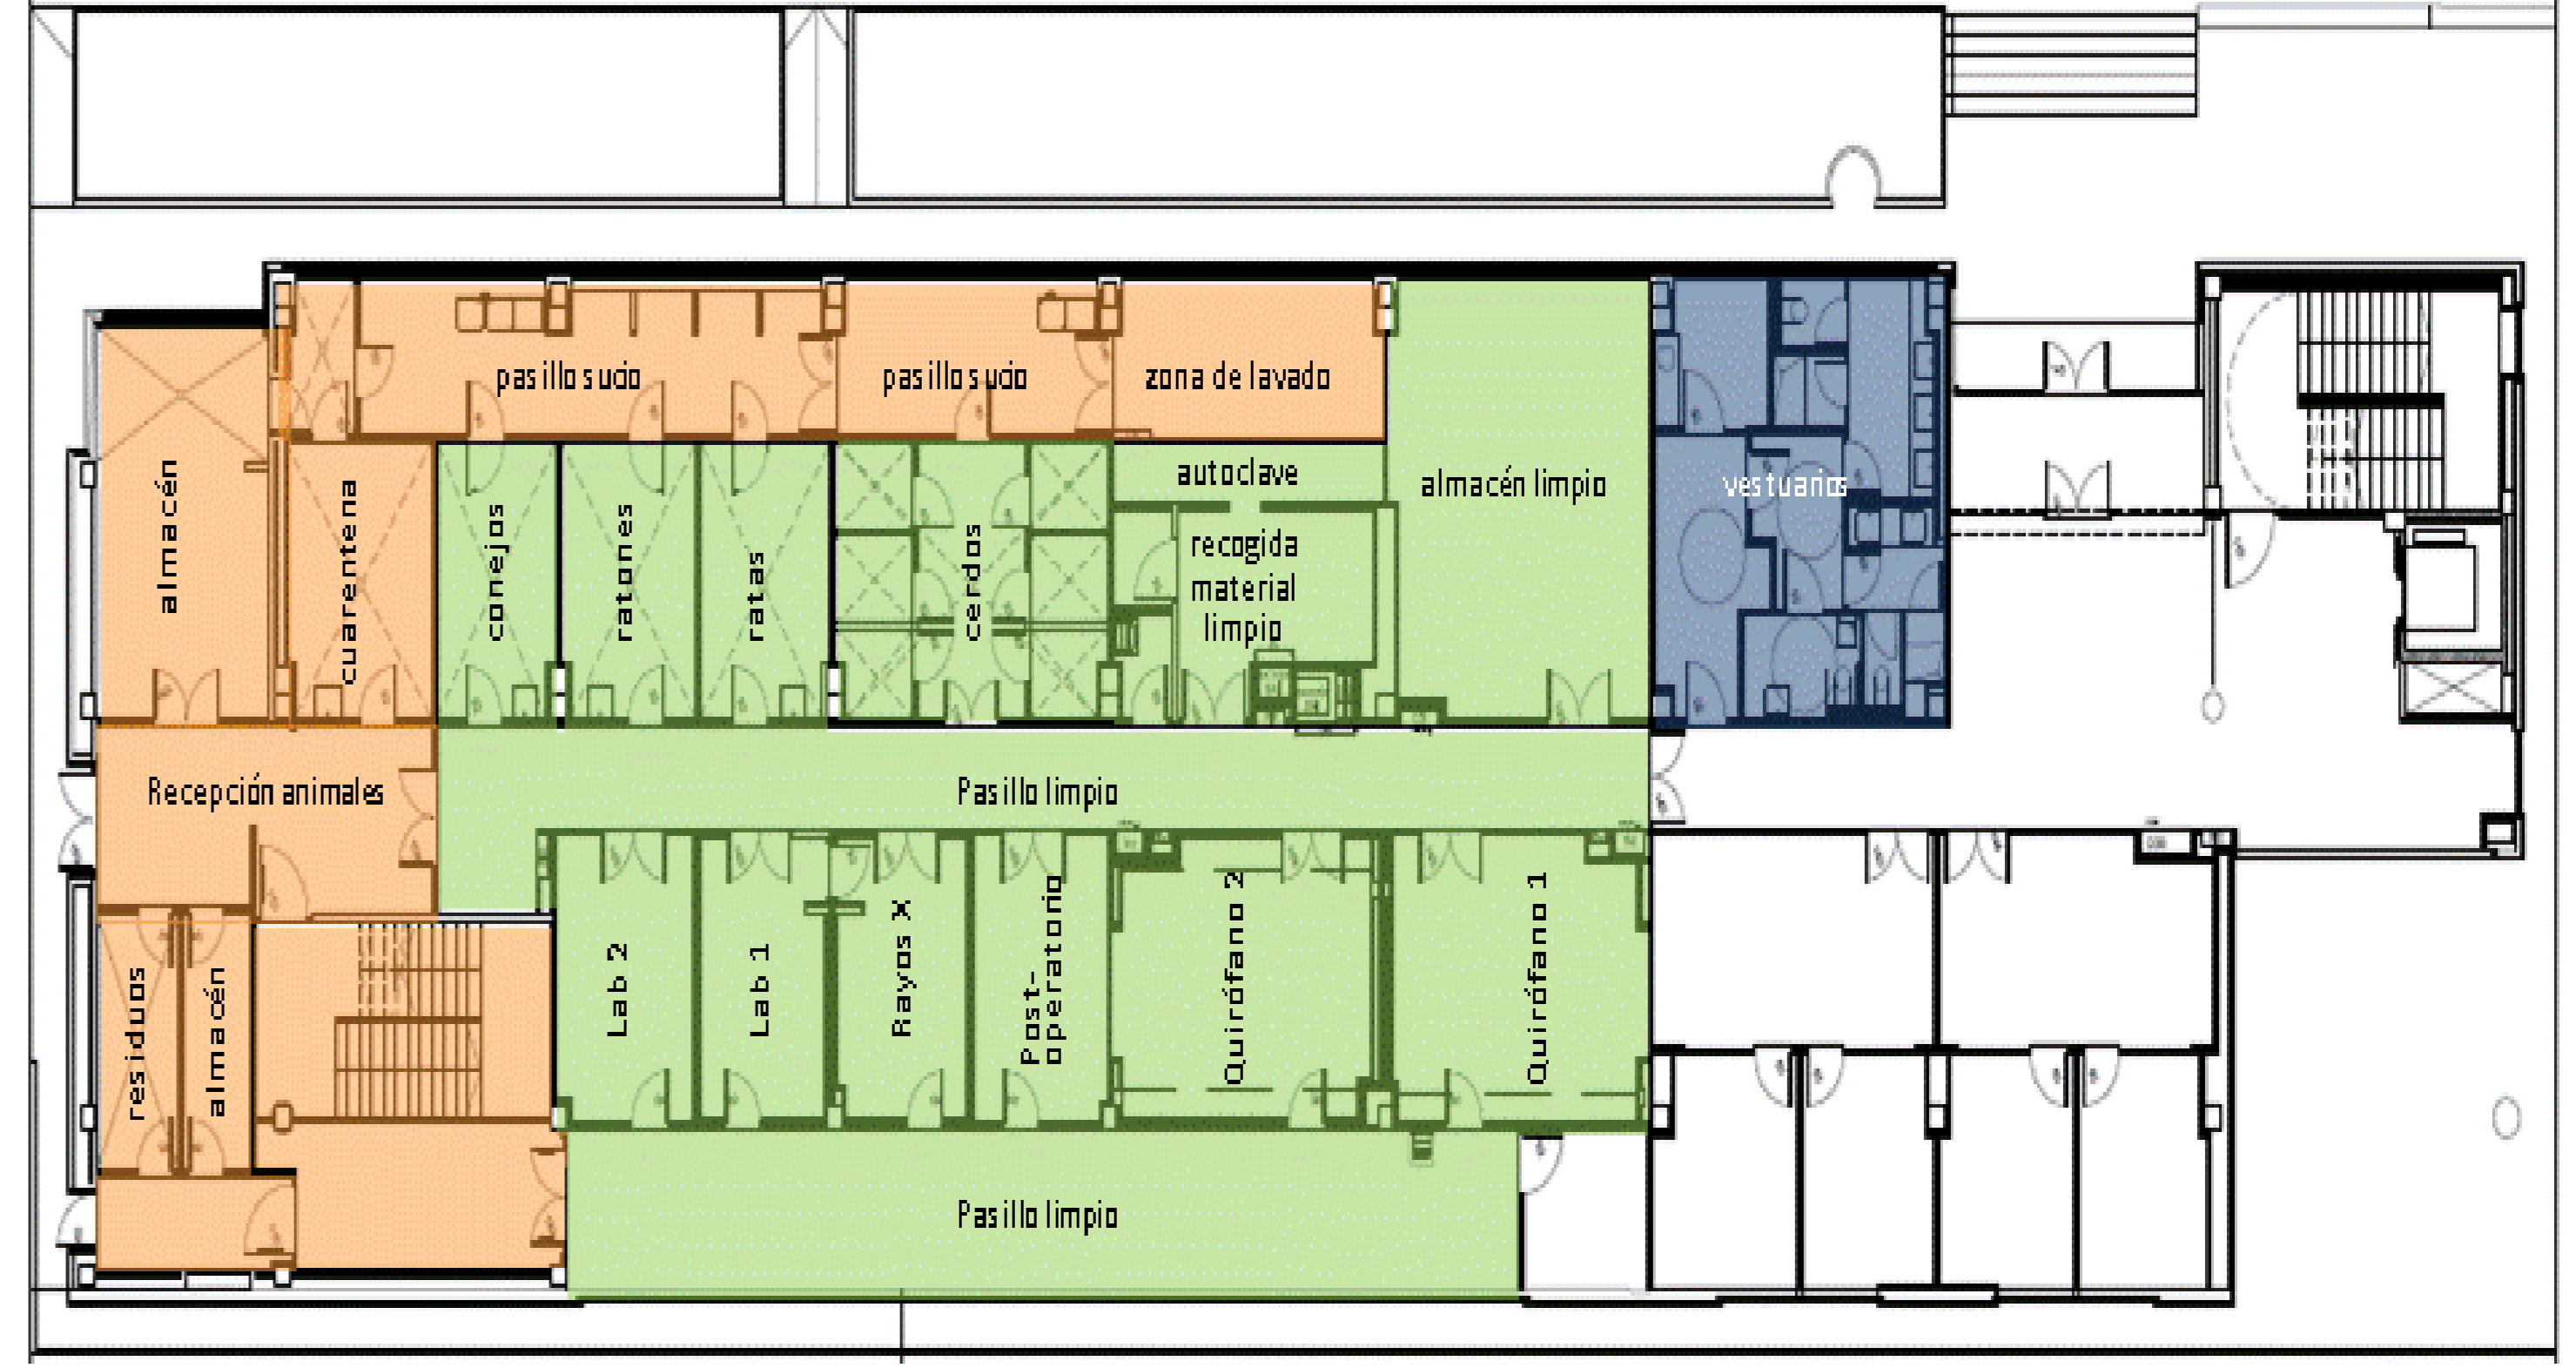 pasillo sucio
pasillo sucio
zona de lavado
almacén
cuarentena
conejos
ratones
ratas
cerdos
autoclave
recogida
material
limpio
almacén limpio
vestuarios
Recepción animales
Pasillo limpio
residuos
almacén
Lab 2
Lab 1
Rayos X
Post-
operatorio
Quirófano 2
Quirófano 1
Pasillo limpio